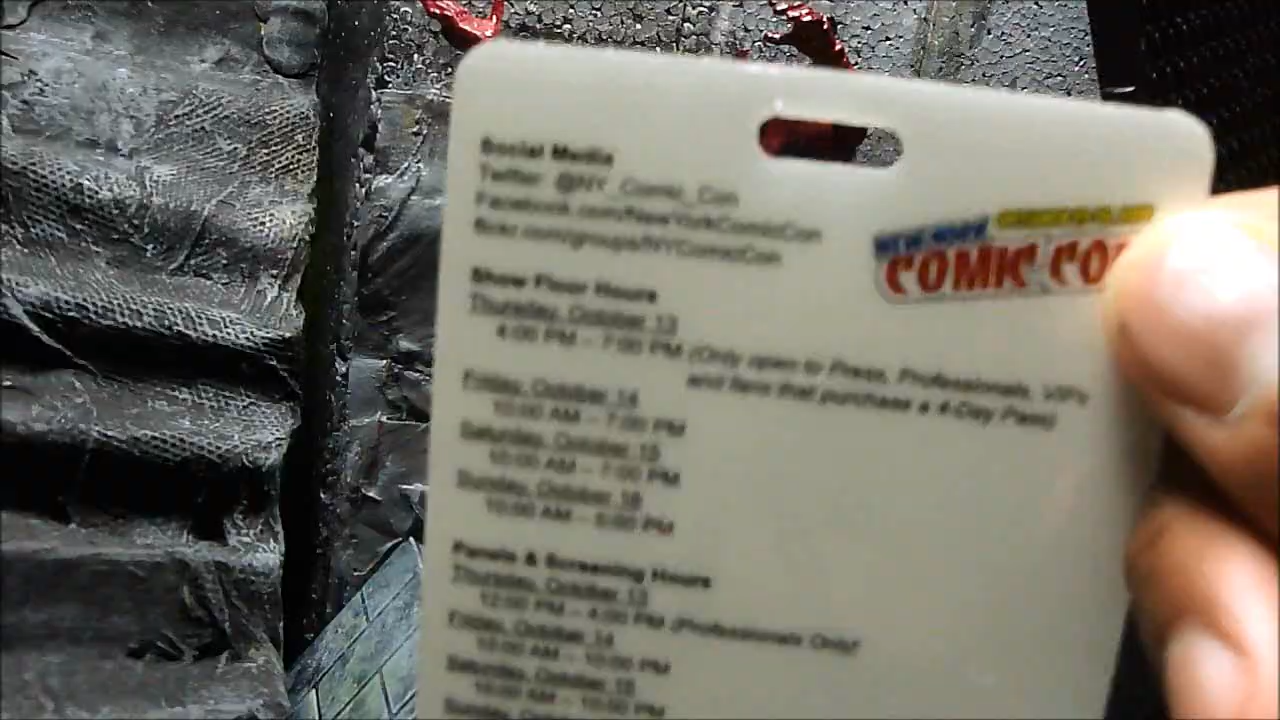 Social Media
Twitter: @NY_Comic_Con
Facebook.com/NewYorkComicCon
flickr.com/groups/NYComicCon
NEW YORK
COMIC CO
Show Floor Hours
Thursday, October 13
4:00 PM – 7:00 PM (Only open to Press, Professionals, VIPs
and fans that purchase a 4-Day Pass)
Friday, October 14
10:00 AM – 7:00 PM
Saturday, October 15
10:00 AM – 7:00 PM
Sunday, October 16
10:00 AM – 5:00 PM
Panels & Screening Hours
Thursday, October 13
12:00 PM – 4:00 PM (Professionals Only)
Friday, October 14
10:00 AM – 10:00 PM
Saturday, October 15
10:00 AM – 10:00 PM
Sunday,